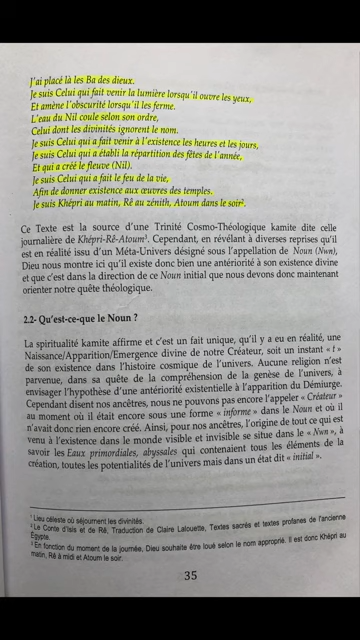 J'ai placé là les Ba des dieux.
Je suis Celui qui fait venir la lumière lorsqu'il ouvre les yeux,
Et amène l'obscurité lorsqu'il les ferme.
L'eau du Nil coule selon son ordre,
Celui dont les divinités ignorent le nom.
Je suis Celui qui a fait venir à l'existence les heures et les jours,
Je suis Celui qui a établi la répartition des fêtes de l'année,
Et qui a créé le fleuve (Nil).
Je suis Celui qui a fait le feu de la vie,
Afin de donner existence aux œuvres des temples.
Je suis Khépri au matin, Rê au zénith, Atoum dans le soir².
Ce Texte est la source d'une Trinité Cosmo-Théologique kamite dite celle
journalière de Khépri-Rê-Atoum³. Cependant, en révélant à diverses reprises qu'il
est en réalité issu d'un Méta-Univers désigné sous l'appellation de Noun (Nwn),
Dieu nous montre ici qu'il existe donc bien une antériorité à son existence divine
et que c'est dans la direction de ce Noun initial que nous devons donc maintenant
orienter notre quête théologique.
2.2- Qu'est-ce-que le Noun ?
La spiritualité kamite affirme et c'est un fait unique, qu'il y a eu en réalité, une
Naissance/Apparition/Emergence divine de notre Créateur, soit un instant « t »
de son existence dans l'histoire cosmique de l'univers. Aucune religion n'est
parvenue, dans sa quête de la compréhension de la genèse de l'univers, à
envisager l'hypothèse d'une antériorité existentielle à l'apparition du Démiurge.
Cependant disent nos ancêtres, nous ne pouvons pas encore l'appeler « Créateur »
au moment où il était encore sous une forme « informe » dans le Noun et où il
n'avait donc rien encore créé. Ainsi, pour nos ancêtres, l'origine de tout ce qui est
venu à l'existence dans le monde visible et invisible se situe dans le « Nwn », à
savoir les Eaux primordiales, abyssales qui contenaient tous les éléments de la
création, toutes les potentialités de l'univers mais dans un état dit « initial ».
¹ Lieu céleste où séjournent les divinités.
² Le Conte d'Isis et de Rê, Traduction de Claire Lalouette, Textes sacrés et textes profanes de l'ancienne
Egypte.
³ En fonction du moment de la journée, Dieu souhaite être loué selon le nom approprié. Il est donc Khépri au
matin, Rê à midi et Atoum le soir.
35